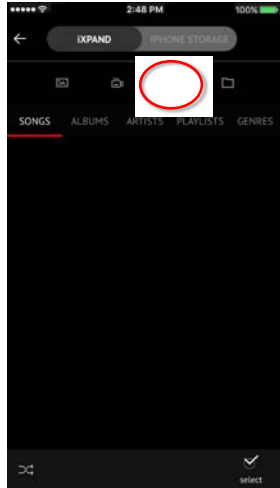 2:48 PM 100%
iXPAND IPHONE STORAGE
SONGS ALBUMS ARTISTS PLAYLISTS GENRES
select